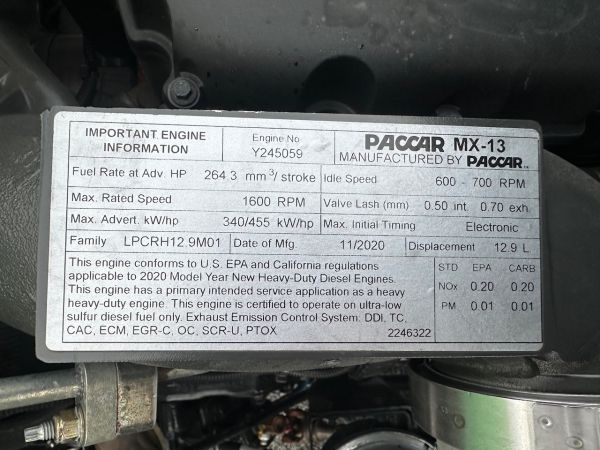 IMPORTANT ENGINE INFORMATION
Engine No Y245059
PACCAR MX-13
MANUFACTURED BY PACCAR
Fuel Rate at Adv. HP 264.3 mm3/ stroke
Idle Speed 600 - 700 RPM
Max. Rated Speed 1600 RPM
Valve Lash (mm) 0.50 int. 0.70 exh.
Max. Advert. kW/hp 340/455 kW/hp
Max. Initial Timing Electronic
Family LPCRH12.9M01
Date of Mfg. 11/2020
Displacement 12.9 L
This engine conforms to U.S. EPA and California regulations
applicable to 2020 Model Year New Heavy-Duty Diesel Engines.
This engine has a primary intended service application as a heavy
heavy-duty engine. This engine is certified to operate on ultra-low
sulfur diesel fuel only. Exhaust Emission Control System: DDI, TC,
CAC, ECM, EGR-C, OC, SCR-U, PTOX
2246322
STD EPA CARB
NOx 0.20 0.20
PM 0.01 0.01